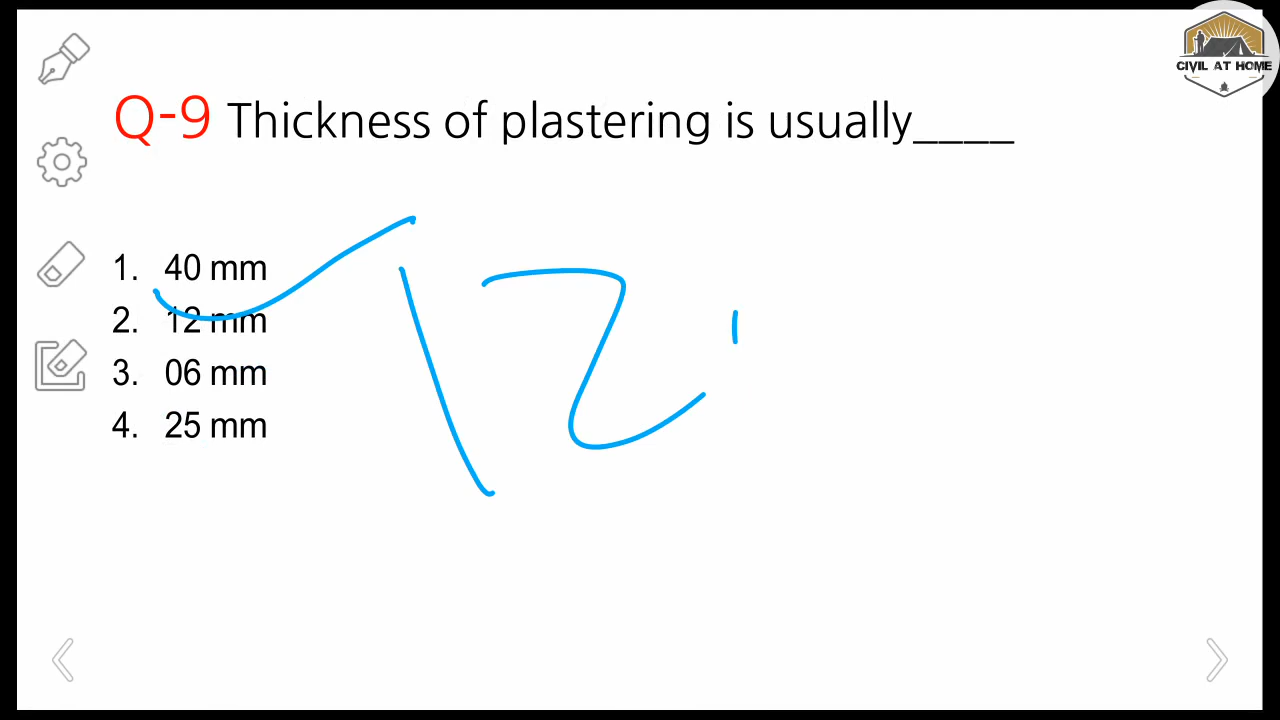 CIVIL AT HOME
Q-9 Thickness of plastering is usually____
1. 40 mm
2. 12 mm
3. 06 mm
4. 25 mm
12